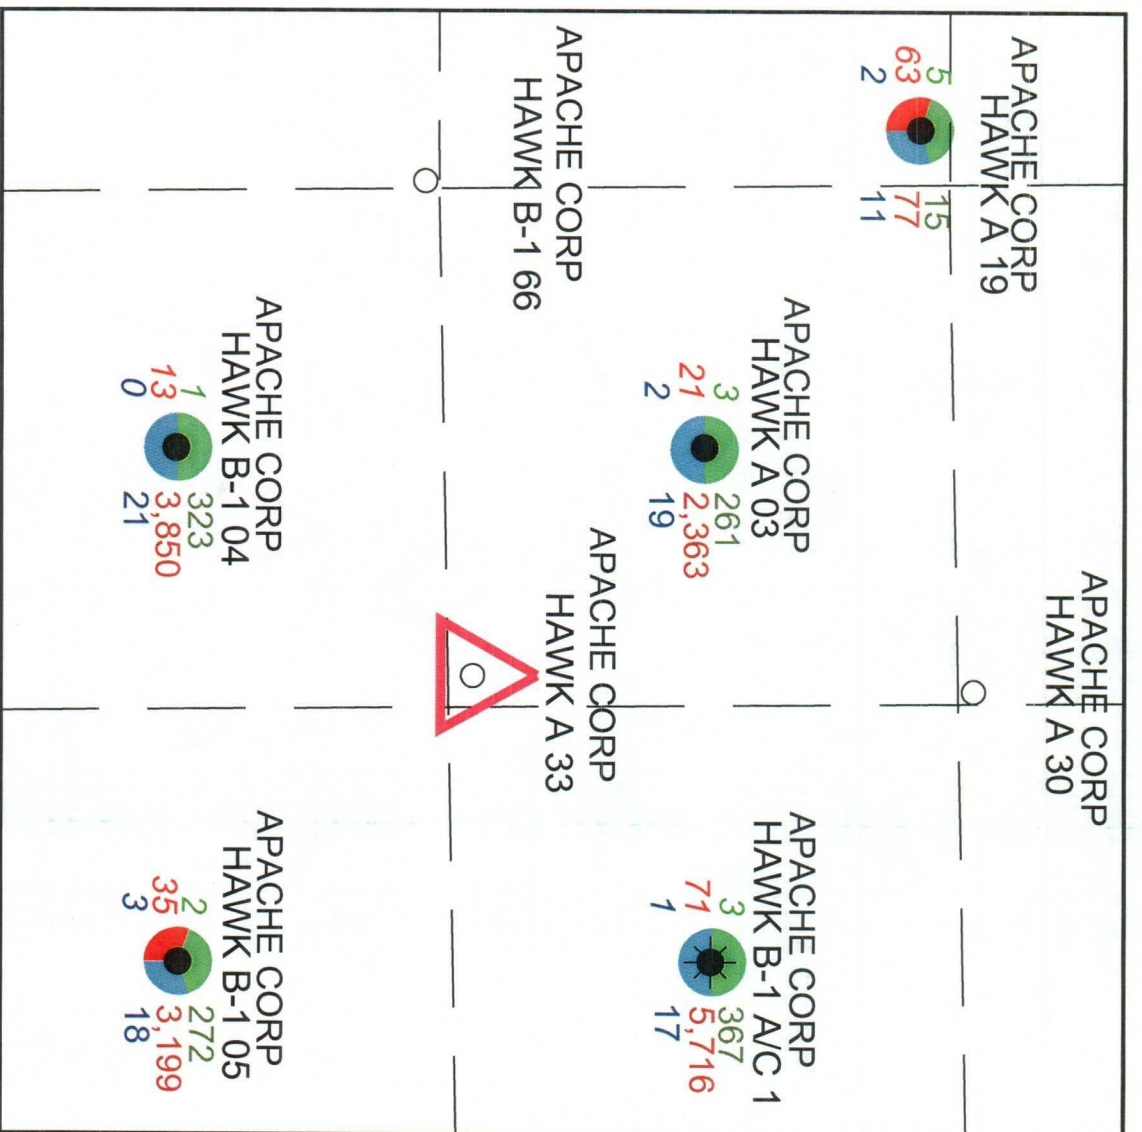 APACHE CORP
HAWK A 19
5
63
2
15
77
11
APACHE CORP
HAWK A 30
APACHE CORP
HAWK A 03
3
21
2
261
2,363
19
APACHE CORP
HAWK B-1 A/C 1
3
71
1
367
5,716
17
APACHE CORP
HAWK B-1 66
APACHE CORP
HAWK A 33
APACHE CORP
HAWK B-1 04
1
13
0
323
3,850
21
APACHE CORP
HAWK B-1 05
2
35
3
272
3,199
18